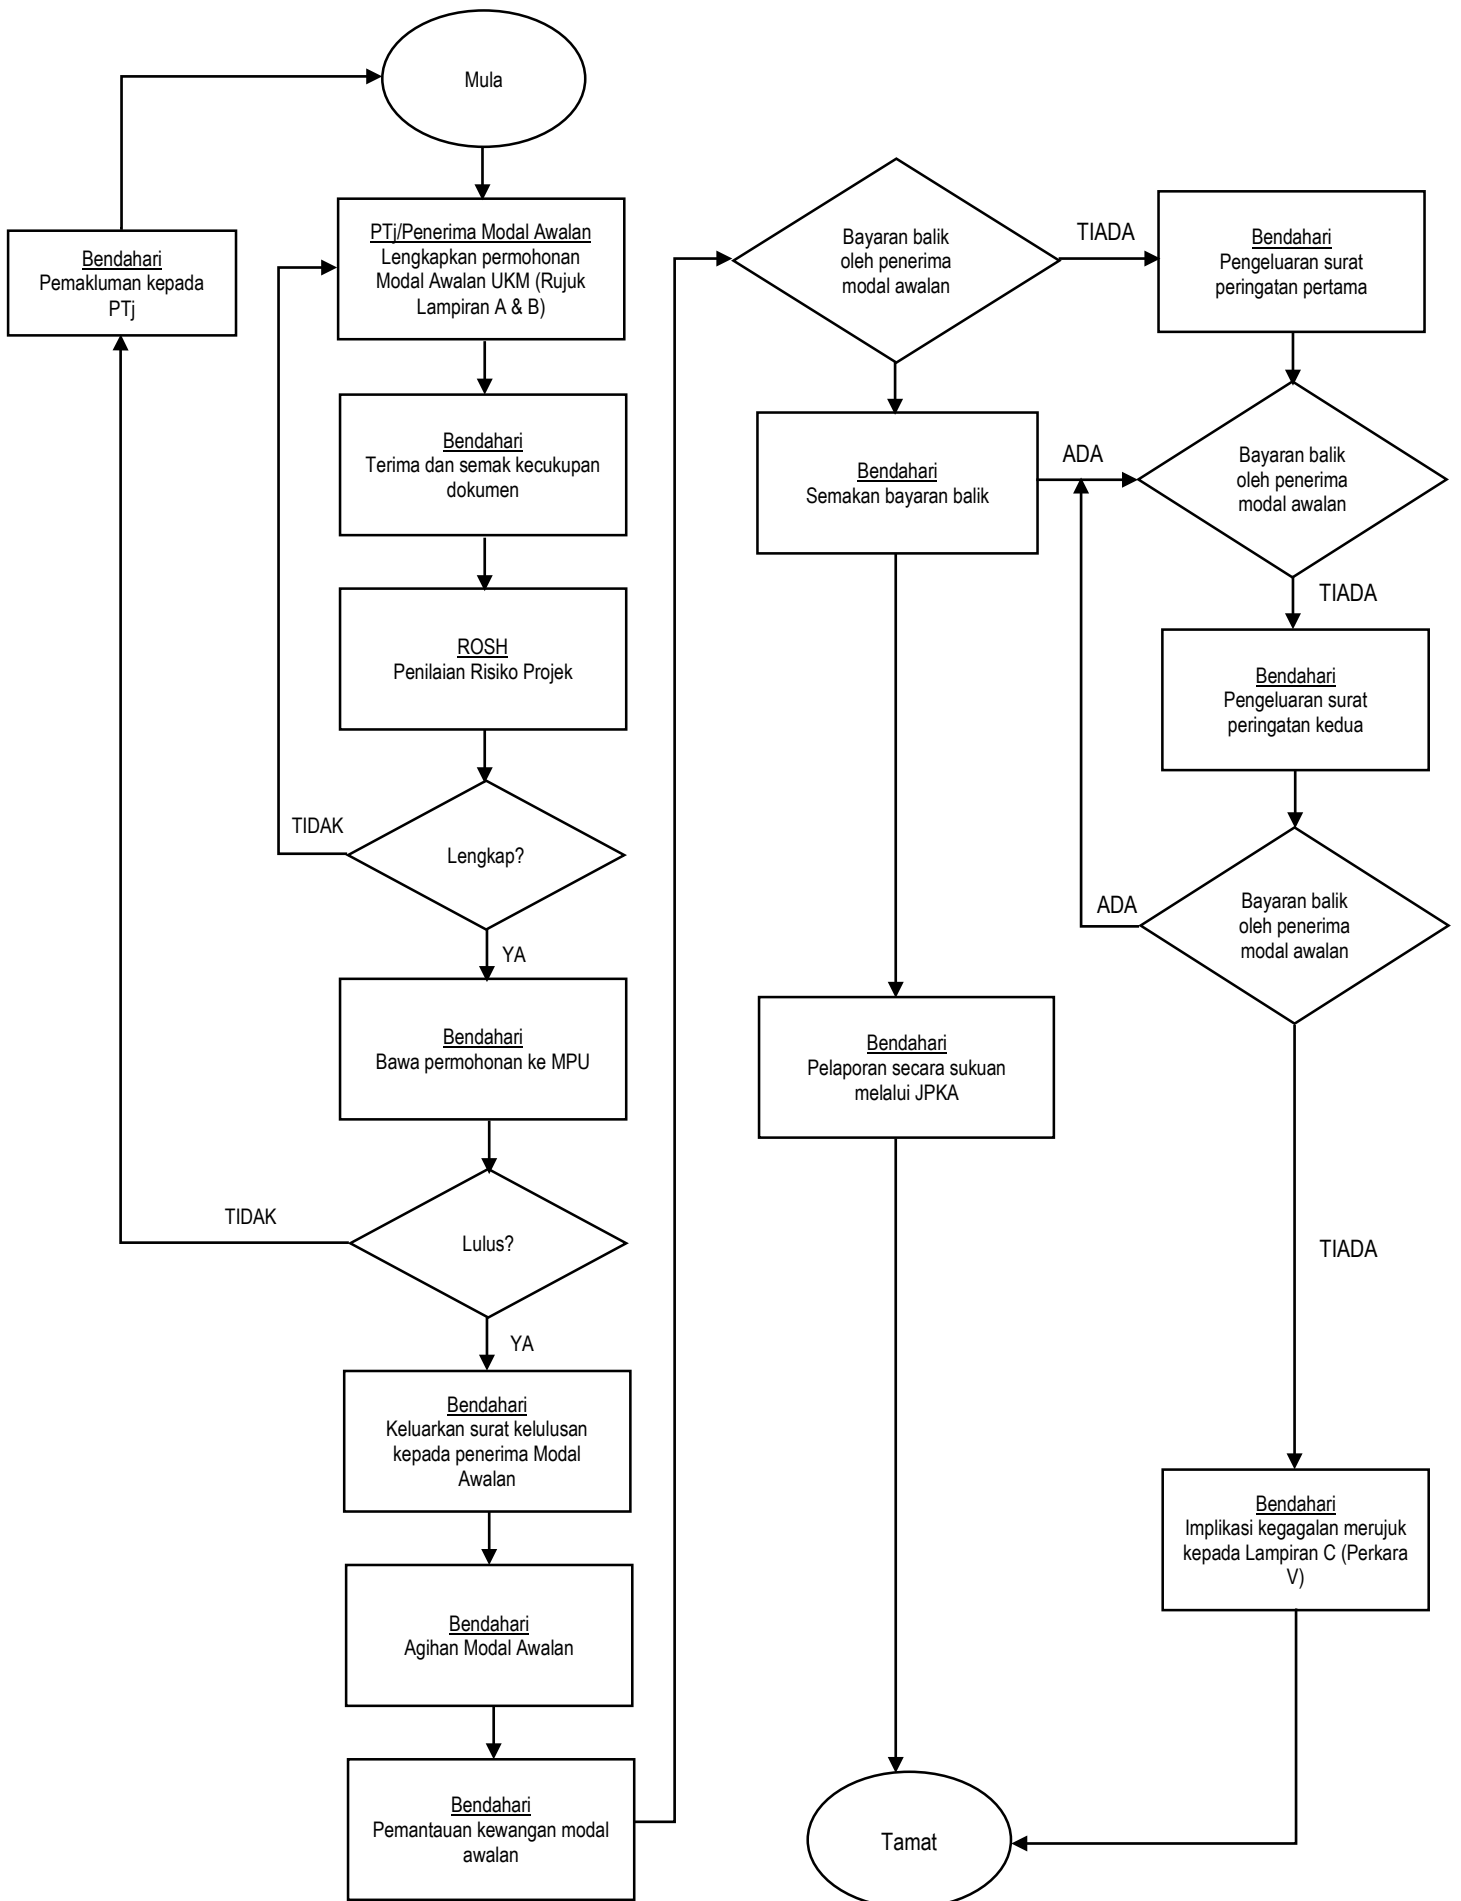 Mula
Bendahari
Pemakluman kepada
PTj
PTj/Penerima Modal Awalan
Lengkapkan permohonan
Modal Awalan UKM (Rujuk
Lampiran A & B)
Bendahari
Terima dan semak kecukupan
dokumen
ROSH
Penilaian Risiko Projek
TIDAK
Lengkap?
YA
Bendahari
Bawa permohonan ke MPU
TIDAK
Lulus?
YA
Bendahari
Keluarkan surat kelulusan
kepada penerima Modal
Awalan
Bendahari
Agihan Modal Awalan
Bendahari
Pemantauan kewangan modal
awalan
Bayaran balik
oleh penerima
modal awalan
TIADA
Bendahari
Pengeluaran surat
peringatan pertama
Bendahari
Semakan bayaran balik
ADA
Bayaran balik
oleh penerima
modal awalan
TIADA
Bendahari
Pengeluaran surat
peringatan kedua
ADA
Bayaran balik
oleh penerima
modal awalan
Bendahari
Pelaporan secara sukuan
melalui JPKA
TIADA
Bendahari
Implikasi kegagalan merujuk
kepada Lampiran C (Perkara
V)
Tamat